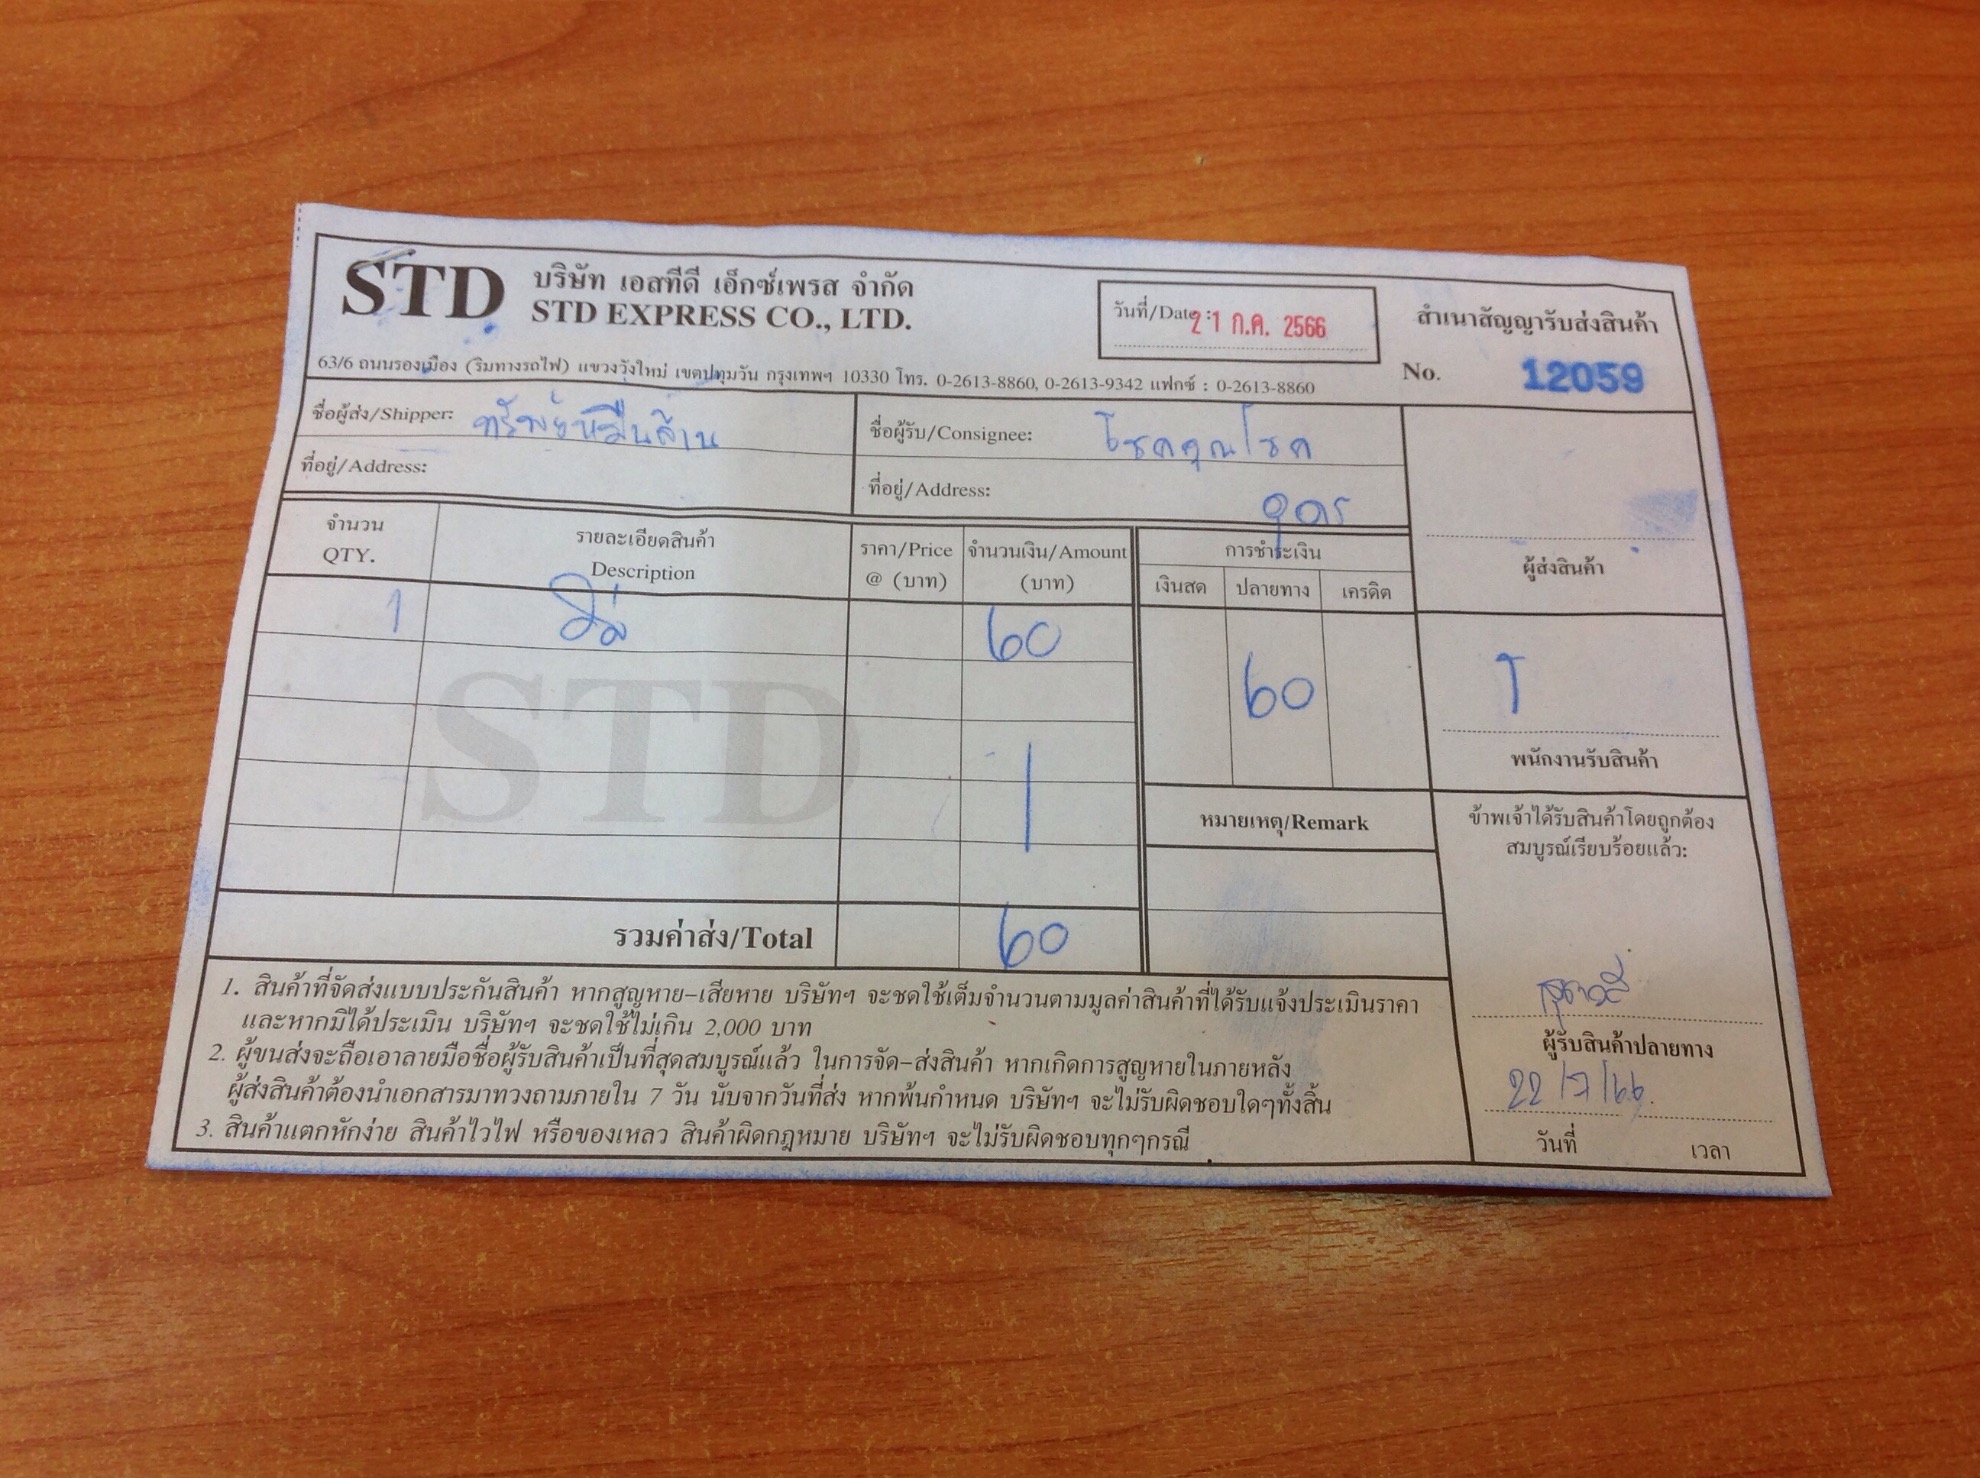 STD บริษัท เอสทีดี เอ็กซ์เพรส จำกัด
STD EXPRESS CO., LTD.
63/6 ถนนรองเมือง (ริมทางรถไฟ) แขวงวังใหม่ เขตปทุมวัน กรุงเทพฯ 10330 โทร. 0-2613-8860, 0-2613-9342 แฟกซ์ : 0-2613-8860
วันที่/Date : 21 ก.ค. 2566
สำเนาสัญญารับส่งสินค้า
No. 12059
ชื่อผู้ส่ง/Shipper: ทรัพย์หมื่นล้าน
ที่อยู่/Address:
ชื่อผู้รับ/Consignee: โชคคุณโชค
ที่อยู่/Address: อุดร
จำนวน QTY. รายละเอียดสินค้า Description ราคา/Price @ (บาท) จำนวนเงิน/Amount (บาท)
1 60
STD
รวมค่าส่ง/Total 60
การชำระเงิน
เงินสด ปลายทาง เครดิต
60
หมายเหตุ/Remark
ผู้ส่งสินค้า
พนักงานรับสินค้า
ข้าพเจ้าได้รับสินค้าโดยถูกต้อง
สมบูรณ์เรียบร้อยแล้ว:
ผู้รับสินค้าปลายทาง
22/7/66.
วันที่ เวลา
1. สินค้าที่จัดส่งแบบประกันสินค้า หากสูญหาย-เสียหาย บริษัทฯ จะชดใช้เต็มจำนวนตามมูลค่าสินค้าที่ได้รับแจ้งประเมินราคา
และหากมิได้ประเมิน บริษัทฯ จะชดใช้ไม่เกิน 2,000 บาท
2. ผู้ขนส่งจะถือเอาลายมือชื่อผู้รับสินค้าเป็นที่สุดสมบูรณ์แล้ว ในการจัด-ส่งสินค้า หากเกิดการสูญหายในภายหลัง
ผู้ส่งสินค้าต้องนำเอกสารมาทวงถามภายใน 7 วัน นับจากวันที่ส่ง หากพ้นกำหนด บริษัทฯ จะไม่รับผิดชอบใดๆทั้งสิ้น
3. สินค้าแตกหักง่าย สินค้าไวไฟ หรือของเหลว สินค้าผิดกฎหมาย บริษัทฯ จะไม่รับผิดชอบทุกๆกรณี